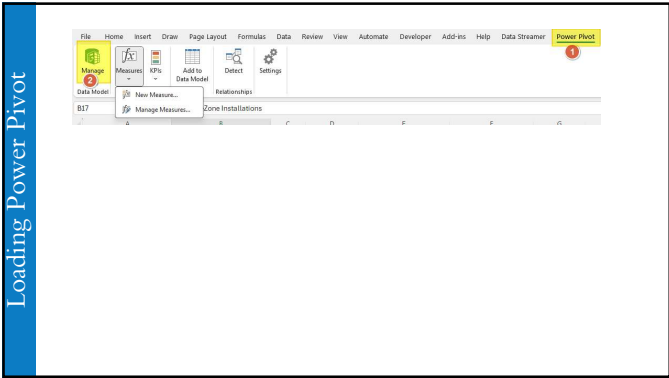 Loading Power Pivot
File Home Insert Draw Page Layout Formulas Data Review View Automate Developer Add-ins Help Data Streamer Power Pivot
1
Manage Measures KPIs Add to Data Model Detect Settings
2
Data Model Relationships
New Measure...
Manage Measures...
B17 Zone Installations
A B C D E F G